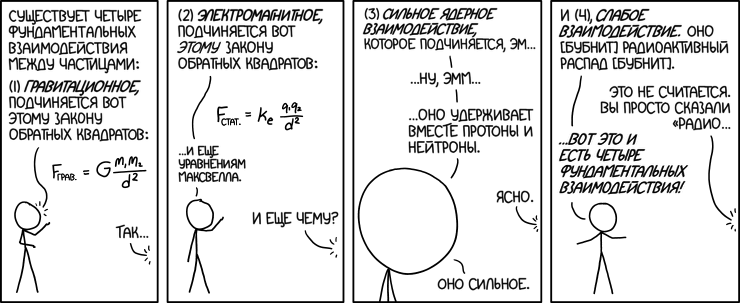 СУЩЕСТВУЕТ ЧЕТЫРЕ
ФУНДАМЕНТАЛЬНЫХ
ВЗАИМОДЕЙСТВИЯ
МЕЖДУ ЧАСТИЦАМИ:
(1) ГРАВИТАЦИОННОЕ,
ПОДЧИНЯЕТСЯ ВОТ
ЭТОМУ ЗАКОНУ
ОБРАТНЫХ КВАДРАТОВ:
Fграв. = G m₁m₂/d²
ТАК...
(2) ЭЛЕКТРОМАГНИТНОЕ,
ПОДЧИНЯЕТСЯ ВОТ
ЭТОМУ ЗАКОНУ
ОБРАТНЫХ КВАДРАТОВ:
Fстат. = kₑ q₁q₂/d²
...И ЕЩЕ
УРАВНЕНИЯМ
МАКСВЕЛЛА.
И ЕЩЕ ЧЕМУ?
(3) СИЛЬНОЕ ЯДЕРНОЕ
ВЗАИМОДЕЙСТВИЕ,
КОТОРОЕ ПОДЧИНЯЕТСЯ, ЭМ...
...НУ, ЭММ...
...ОНО УДЕРЖИВАЕТ
ВМЕСТЕ ПРОТОНЫ И
НЕЙТРОНЫ.
ЯСНО.
ОНО СИЛЬНОЕ.
И (4), СЛАБОЕ
ВЗАИМОДЕЙСТВИЕ. ОНО
[БУБНИТ] РАДИОАКТИВНЫЙ
РАСПАД [БУБНИТ].
ЭТО НЕ СЧИТАЕТСЯ.
ВЫ ПРОСТО СКАЗАЛИ
«РАДИО...
...ВОТ ЭТО И
ЕСТЬ ЧЕТЫРЕ
ФУНДАМЕНТАЛЬНЫХ
ВЗАИМОДЕЙСТВИЯ!